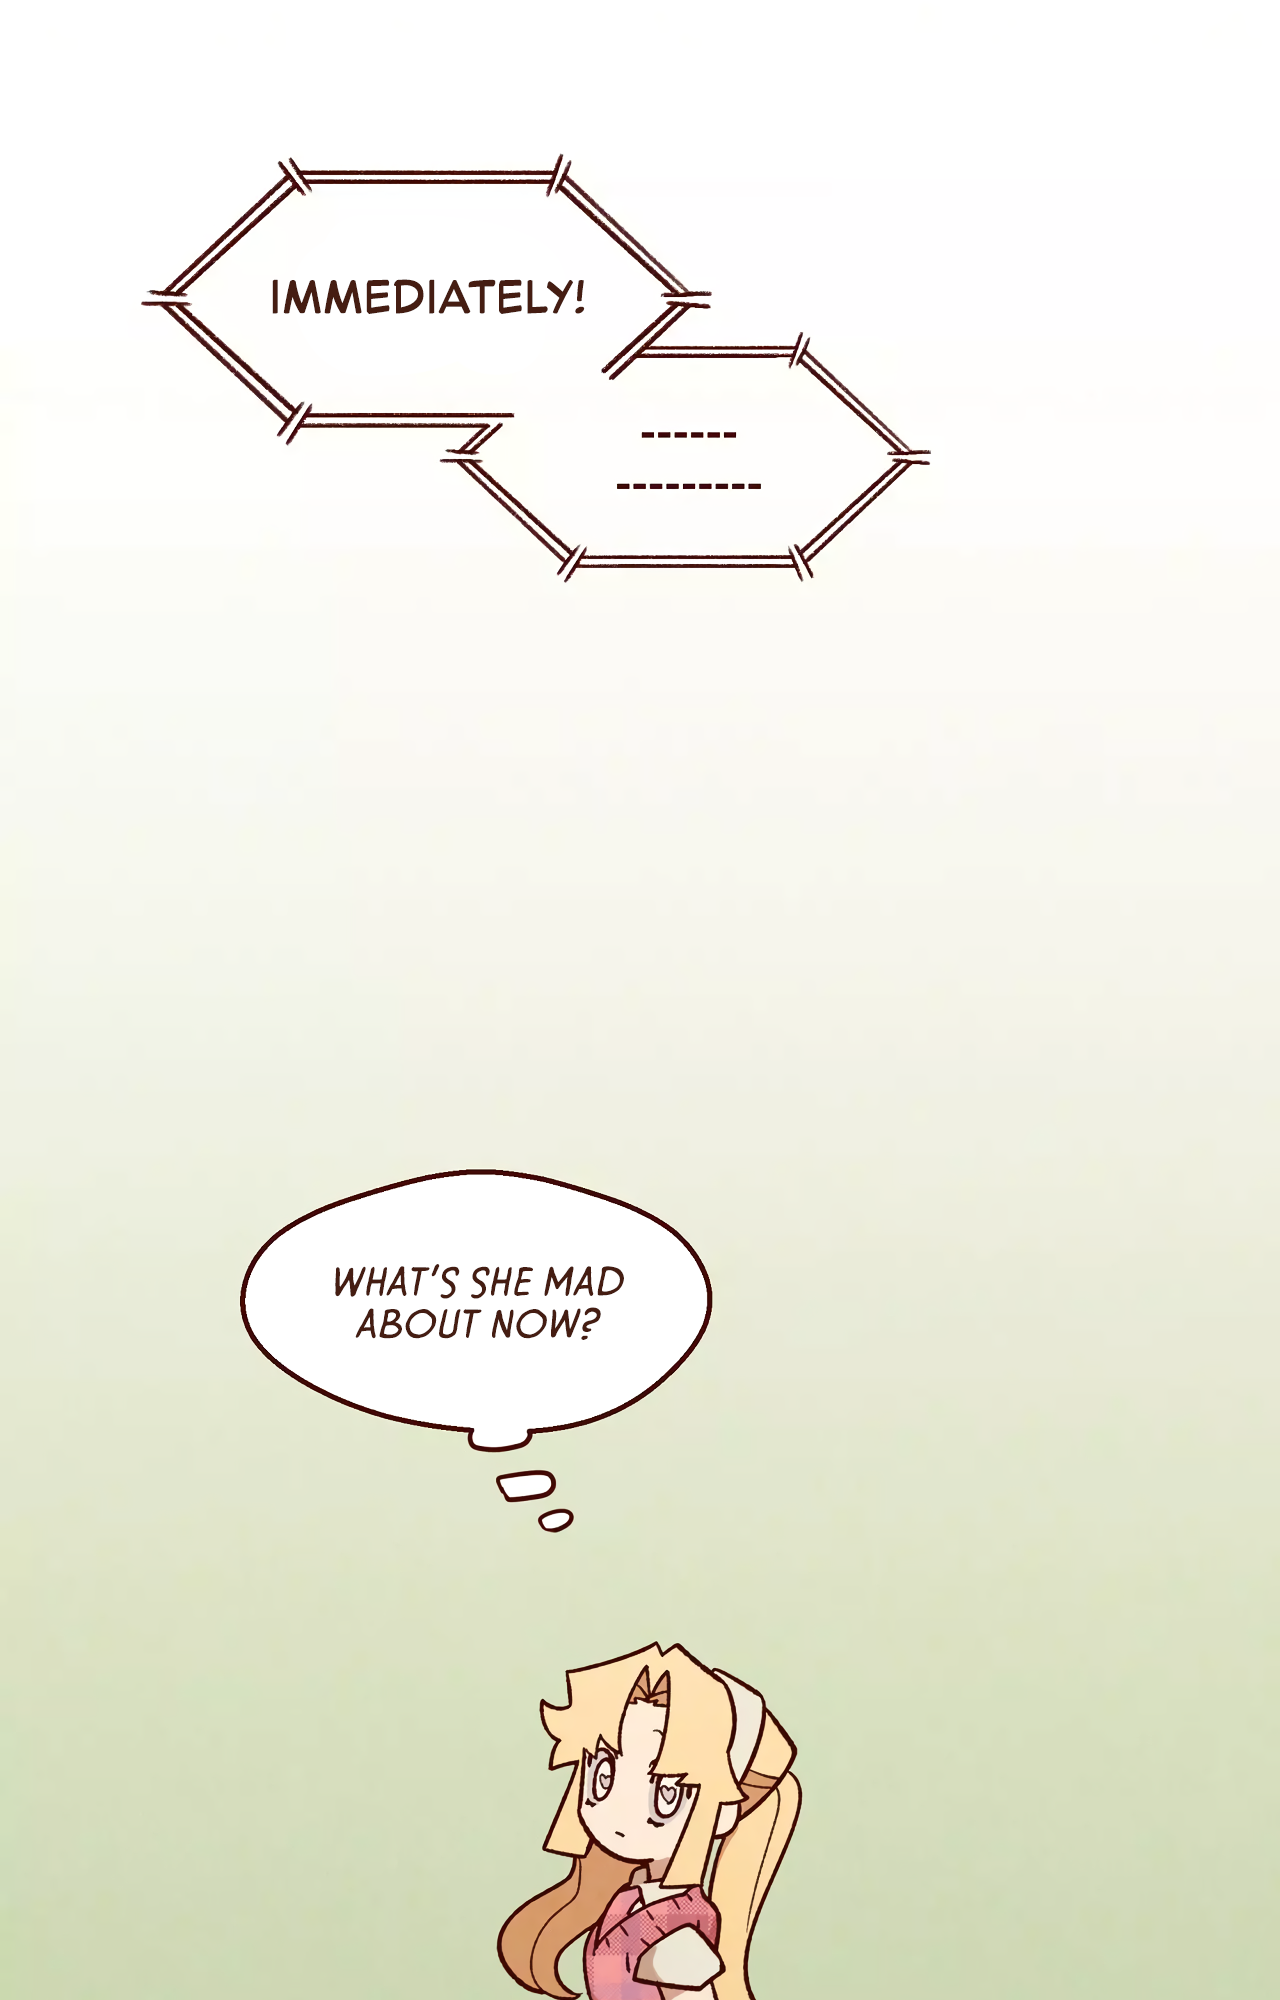 IMMEDIATELY!
------
---------
WHAT'S SHE MAD
ABOUT NOW?